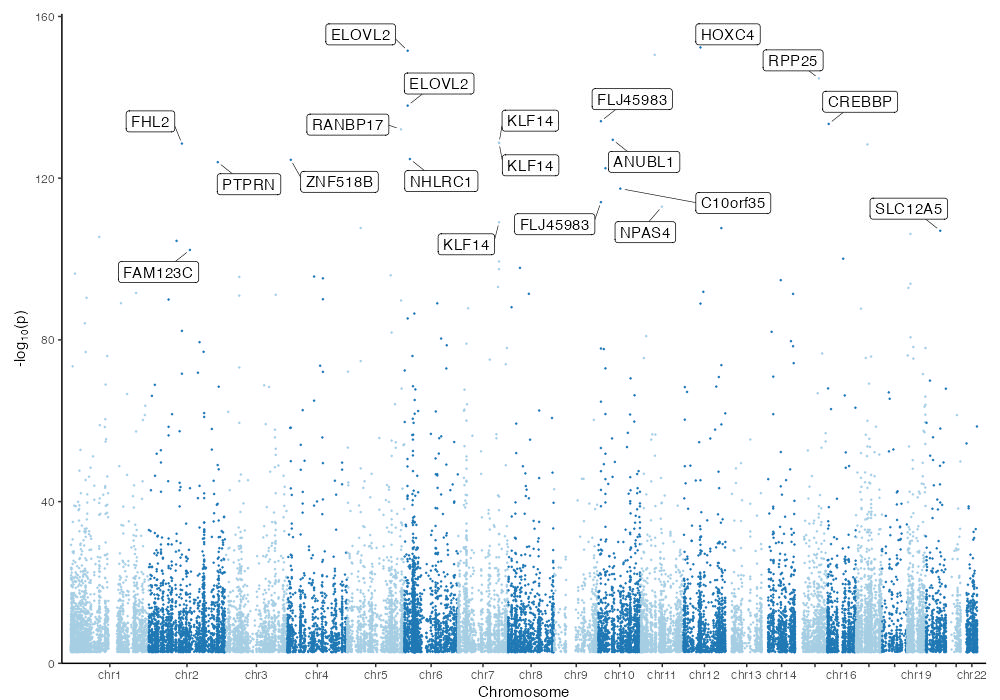 160
ELOVL2
HOXC4
RPP25
ELOVL2
FLJ45983
CREBBP
FHL2
RANBP17
KLF14
120
PTPRN
ZNF518B
NHLRC1
KLF14
ANUBL1
C10orf35
SLC12A5
FLJ45983
NPAS4
KLF14
FAM123C
-log10(p)
80
40
0
chr1 chr2 chr3 chr4 chr5 chr6 chr7 chr8 chr9 chr10 chr11 chr12 chr13 chr14 chr16 chr19 chr22
Chromosome